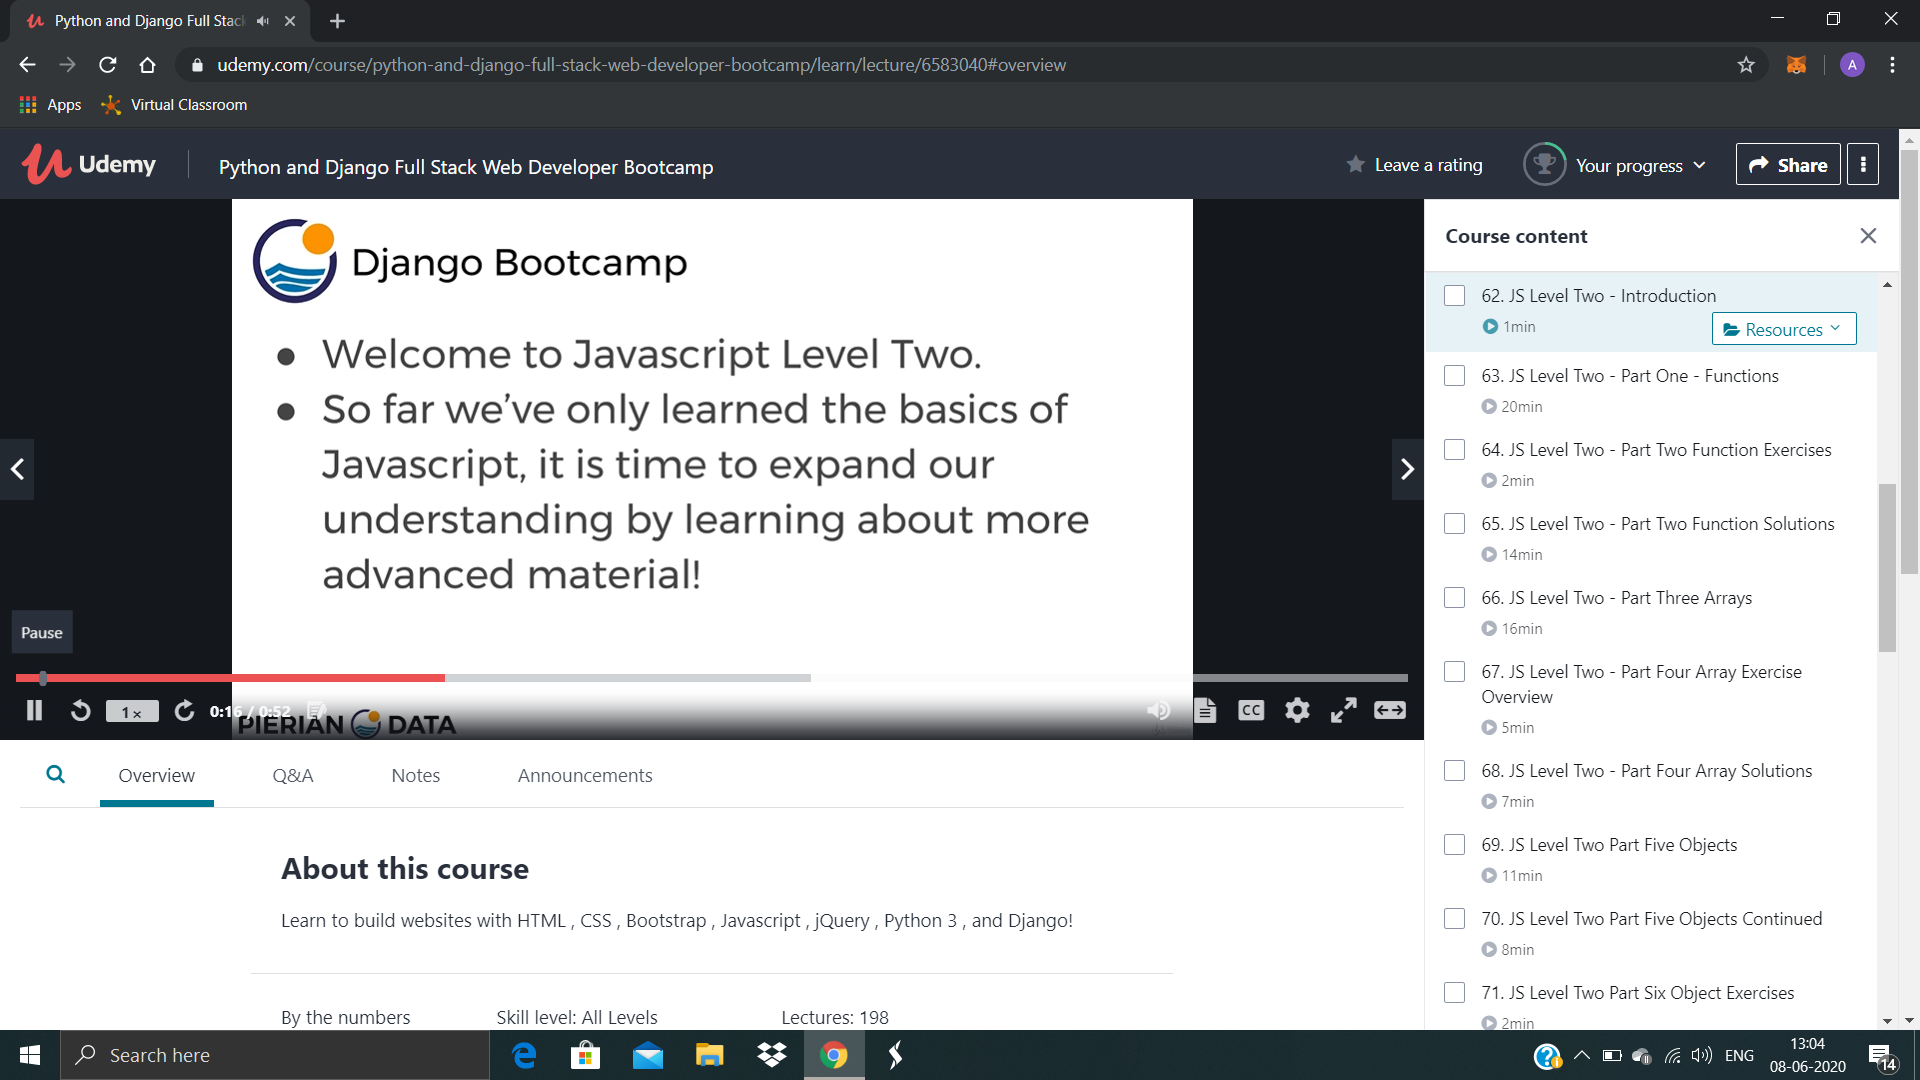 Python and Django Full Stac
udemy.com/course/python-and-django-full-stack-web-developer-bootcamp/learn/lecture/6583040#overview
A
Apps
Virtual Classroom
Udemy
Python and Django Full Stack Web Developer Bootcamp
Leave a rating
Your progress
Share
Django Bootcamp
Welcome to Javascript Level Two.
So far we’ve only learned the basics of
Javascript, it is time to expand our
understanding by learning about more
advanced material!
Pause
1x
0:16 / 0:52
PIERIAN DATA
CC
Course content
62. JS Level Two - Introduction
1min
Resources
63. JS Level Two - Part One - Functions
20min
64. JS Level Two - Part Two Function Exercises
2min
65. JS Level Two - Part Two Function Solutions
14min
66. JS Level Two - Part Three Arrays
16min
67. JS Level Two - Part Four Array Exercise
Overview
5min
68. JS Level Two - Part Four Array Solutions
7min
69. JS Level Two Part Five Objects
11min
70. JS Level Two Part Five Objects Continued
8min
71. JS Level Two Part Six Object Exercises
2min
Overview
Q&A
Notes
Announcements
About this course
Learn to build websites with HTML , CSS , Bootstrap , Javascript , jQuery , Python 3 , and Django!
By the numbers
Skill level: All Levels
Lectures: 198
Search here
ENG
13:04
08-06-2020
14